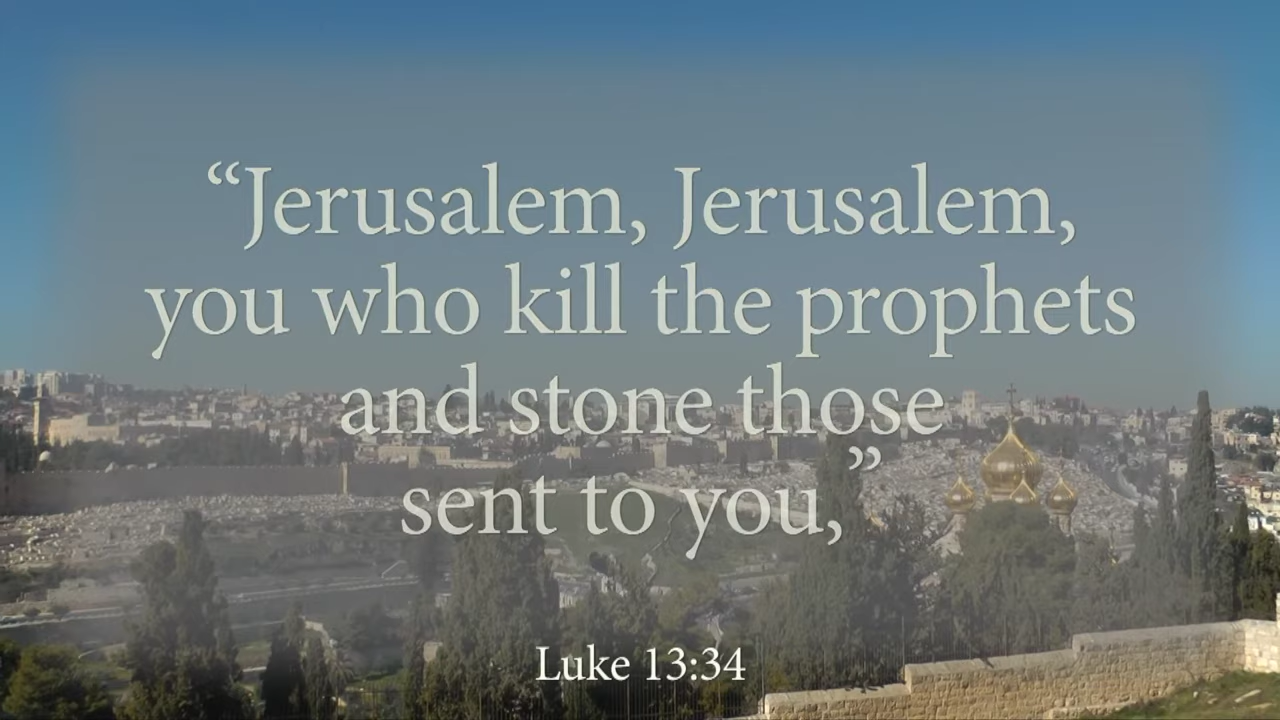 “Jerusalem, Jerusalem,
you who kill the prophets
and stone those
sent to you,”
Luke 13:34